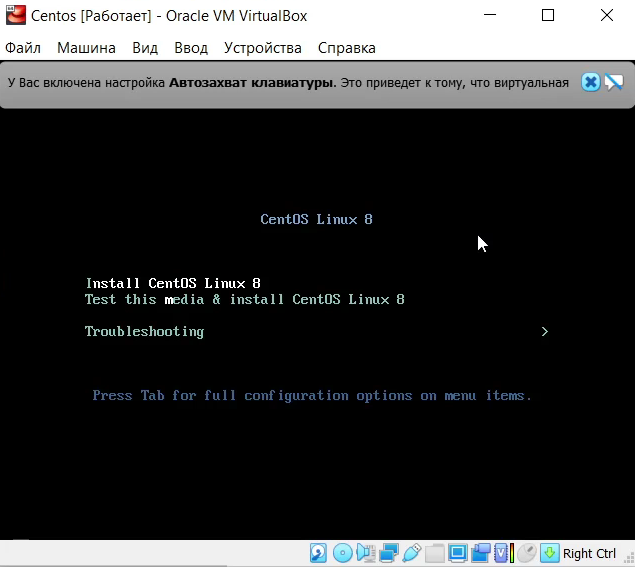 Centos [Работает] - Oracle VM VirtualBox
Файл Машина Вид Ввод Устройства Справка
У Вас включена настройка Автозахват клавиатуры. Это приведет к тому, что виртуальная
CentOS Linux 8
Install CentOS Linux 8
Test this media & install CentOS Linux 8
Troubleshooting >
Press Tab for full configuration options on menu items.
Right Ctrl